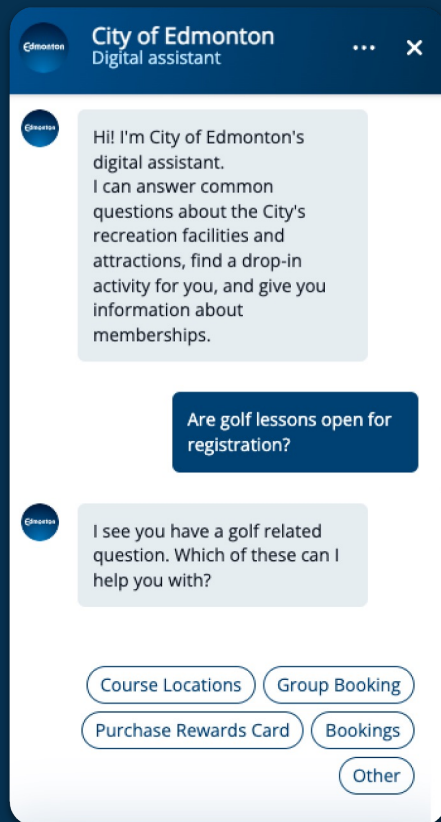 Edmonton
City of Edmonton
Digital assistant
Edmonton
Hi! I'm City of Edmonton's
digital assistant.
I can answer common
questions about the City's
recreation facilities and
attractions, find a drop-in
activity for you, and give you
information about
memberships.
Are golf lessons open for
registration?
Edmonton
I see you have a golf related
question. Which of these can I
help you with?
Course Locations
Group Booking
Purchase Rewards Card
Bookings
Other